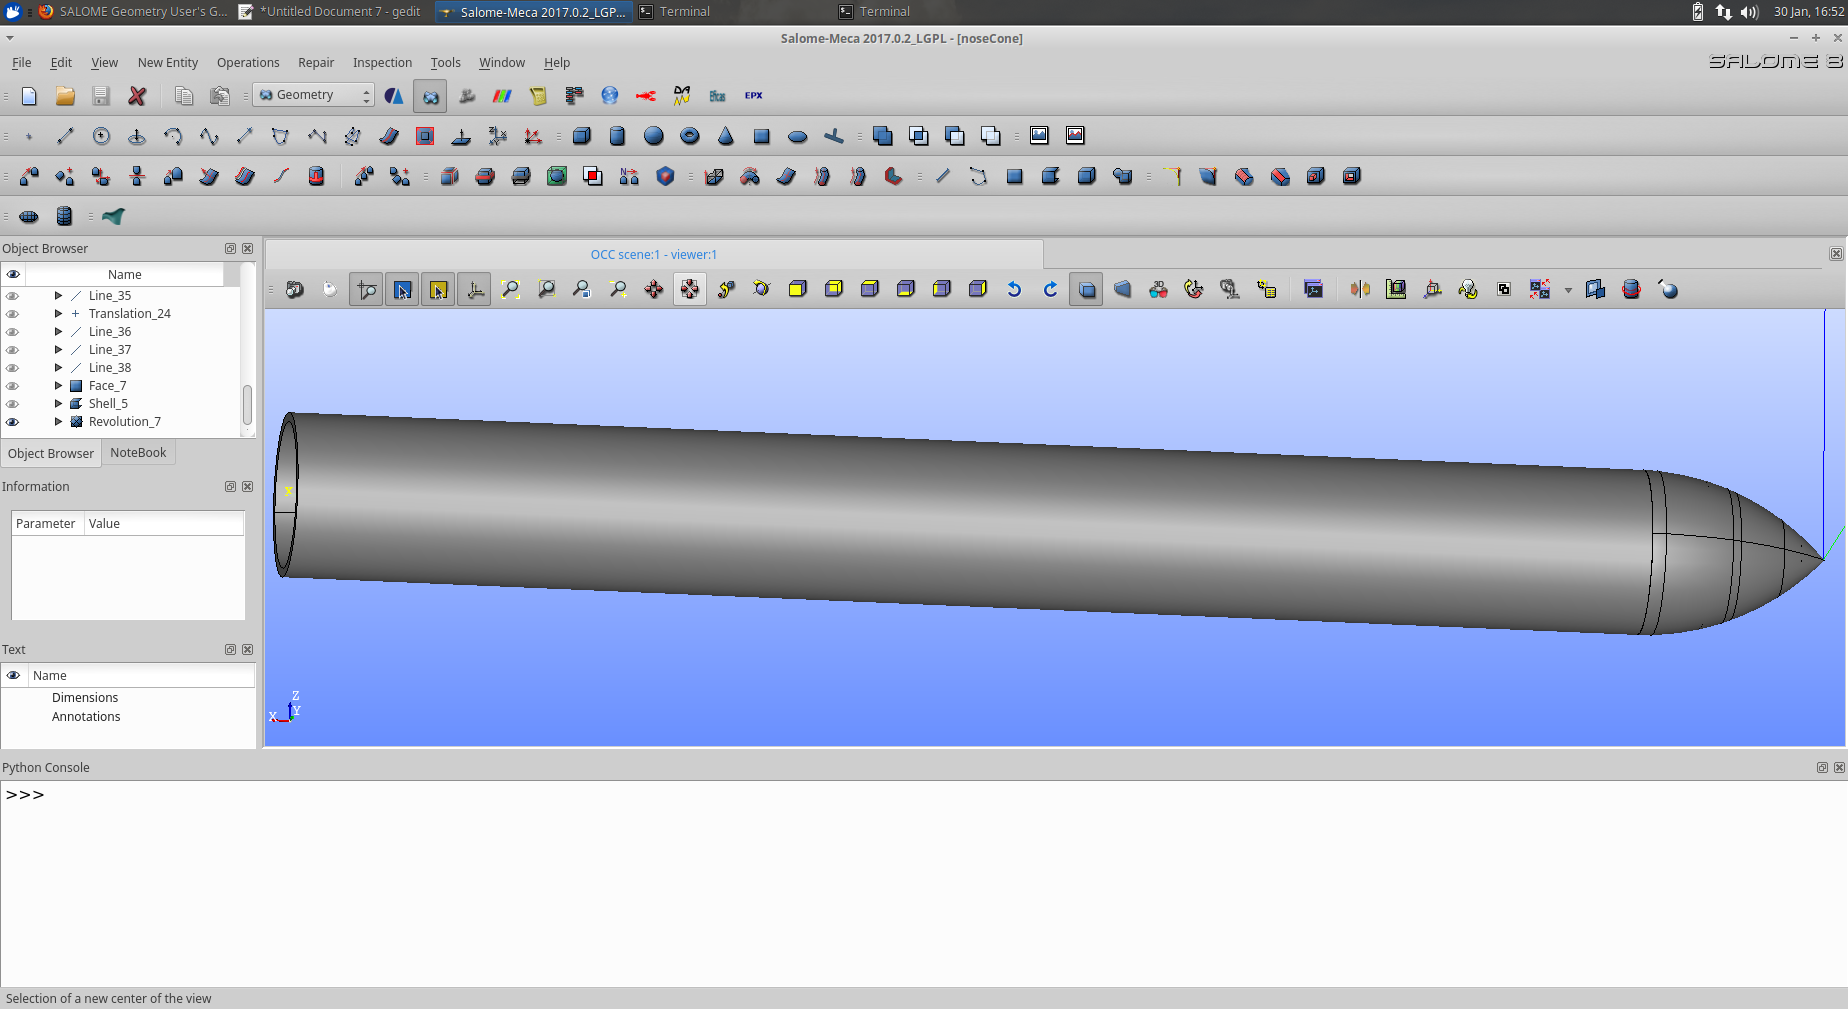 SALOME Geometry User's G... *Untitled Document 7 - gedit Salome-Meca 2017.0.2_LGP... Terminal Terminal 30 Jan, 16:52
Salome-Meca 2017.0.2_LGPL - [noseCone]
File Edit View New Entity Operations Repair Inspection Tools Window Help
SALOME 8
Geometry
EPX
Object Browser
Name
Line_35
Translation_24
Line_36
Line_37
Line_38
Face_7
Shell_5
Revolution_7
Object Browser NoteBook
Information
Parameter Value
Text
Name
Dimensions
Annotations
OCC scene:1 - viewer:1
X
Z
Y
X
Python Console
>>>
Selection of a new center of the view